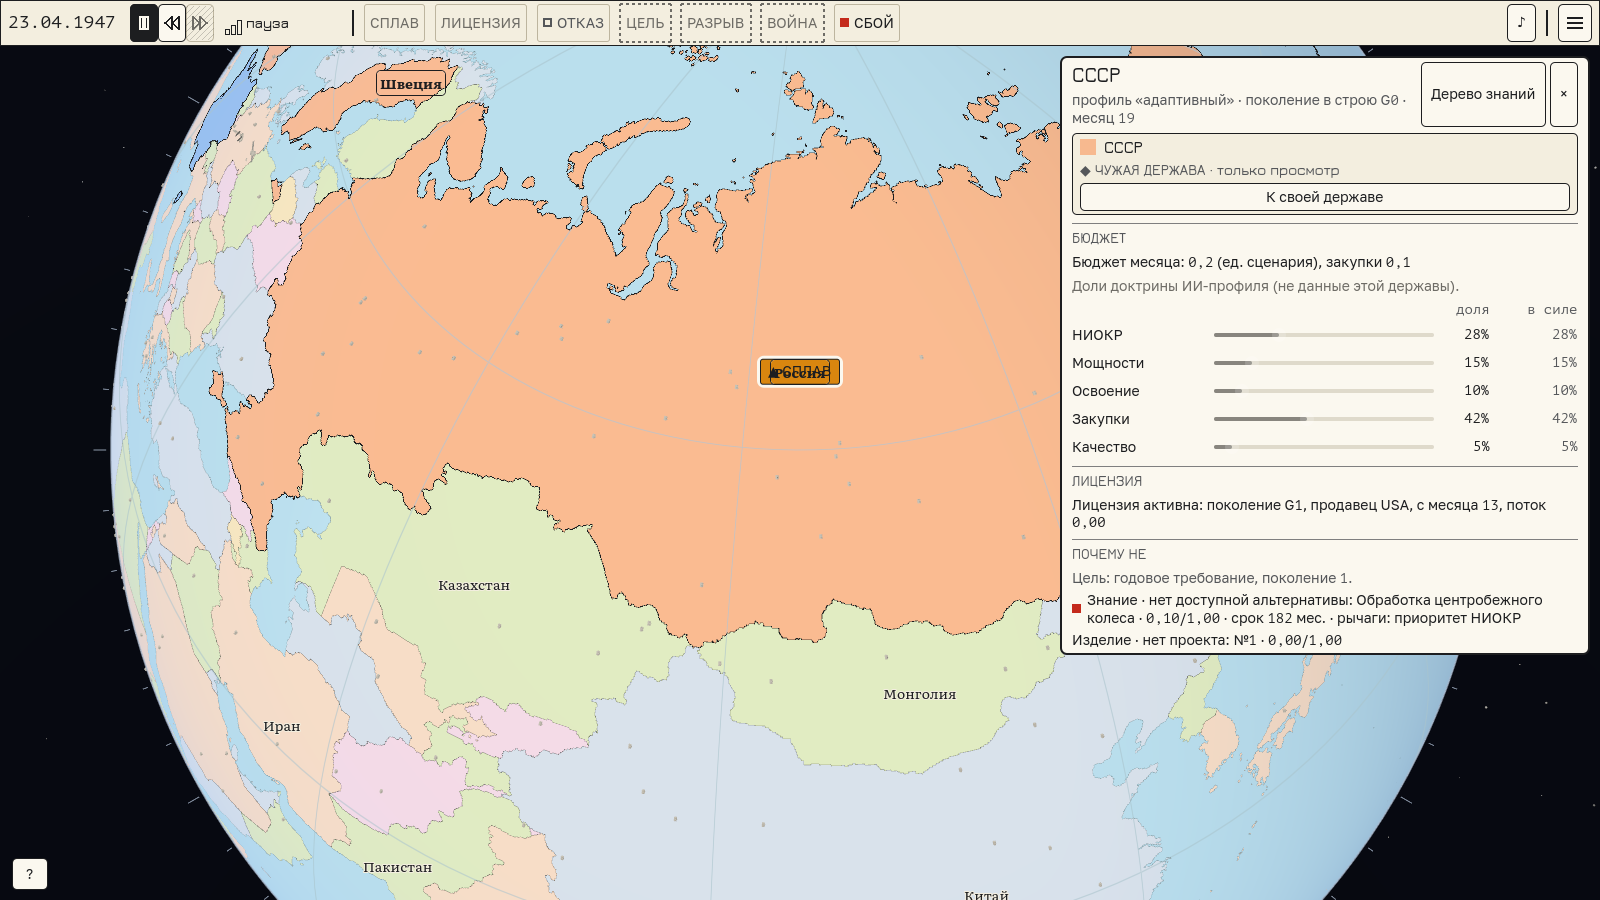 23.04.1947
пауза
СПЛАВ
ЛИЦЕНЗИЯ
ОТКАЗ
ЦЕЛЬ
РАЗРЫВ
ВОЙНА
СБОЙ
♪
Швеция
Россия
СПЛАВ
Казахстан
Монголия
Иран
Пакистан
Китай
?
СССР
профиль «адаптивный» · поколение в строю G0 ·
месяц 19
Дерево знаний
×
СССР
◆ ЧУЖАЯ ДЕРЖАВА · только просмотр
К своей державе
БЮДЖЕТ
Бюджет месяца: 0,2 (ед. сценария), закупки 0,1
Доли доктрины ИИ-профиля (не данные этой державы).
доля в силе
НИОКР 28% 28%
Мощности 15% 15%
Освоение 10% 10%
Закупки 42% 42%
Качество 5% 5%
ЛИЦЕНЗИЯ
Лицензия активна: поколение G1, продавец USA, с месяца 13, поток
0,00
ПОЧЕМУ НЕ
Цель: годовое требование, поколение 1.
Знание · нет доступной альтернативы: Обработка центробежного
колеса · 0,10/1,00 · срок 182 мес. · рычаги: приоритет НИОКР
Изделие · нет проекта: №1 · 0,00/1,00